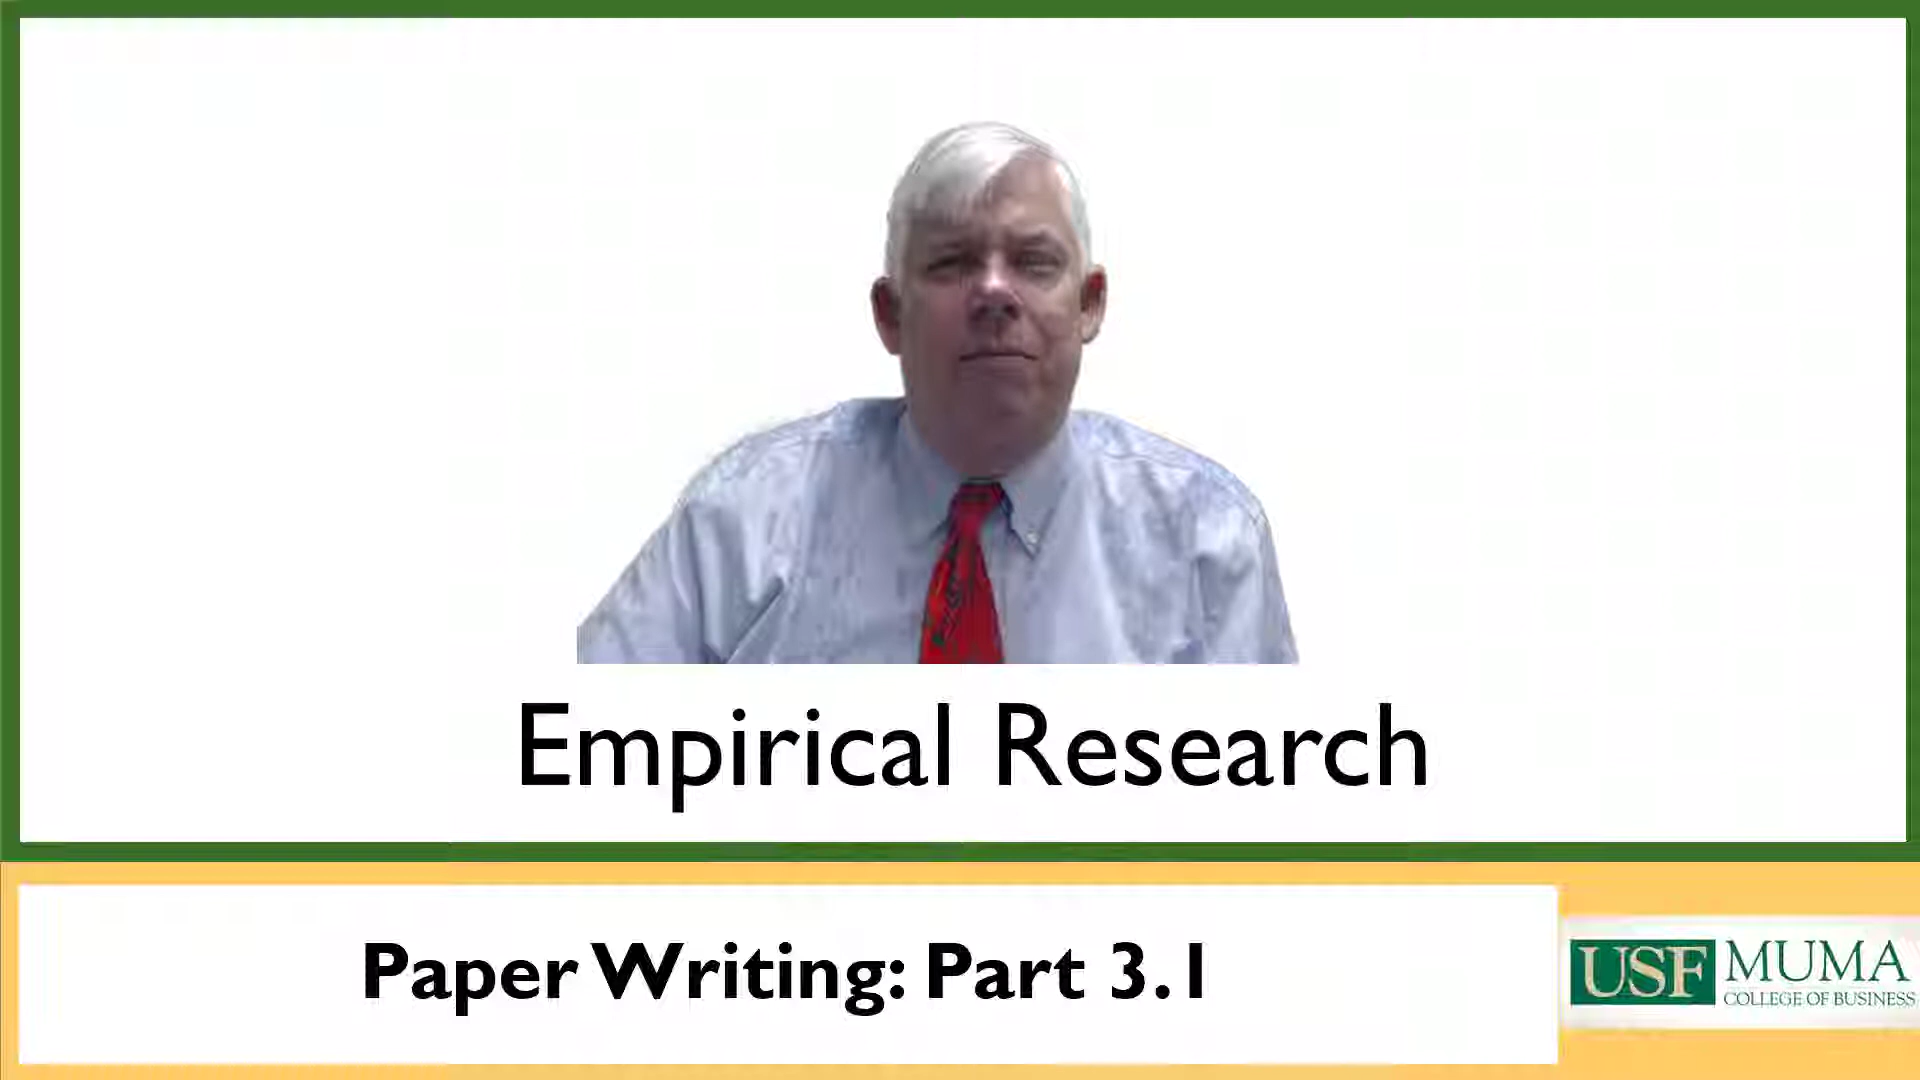 Empirical Research
Paper Writing: Part 3.1
USF MUMA
COLLEGE OF BUSINESS